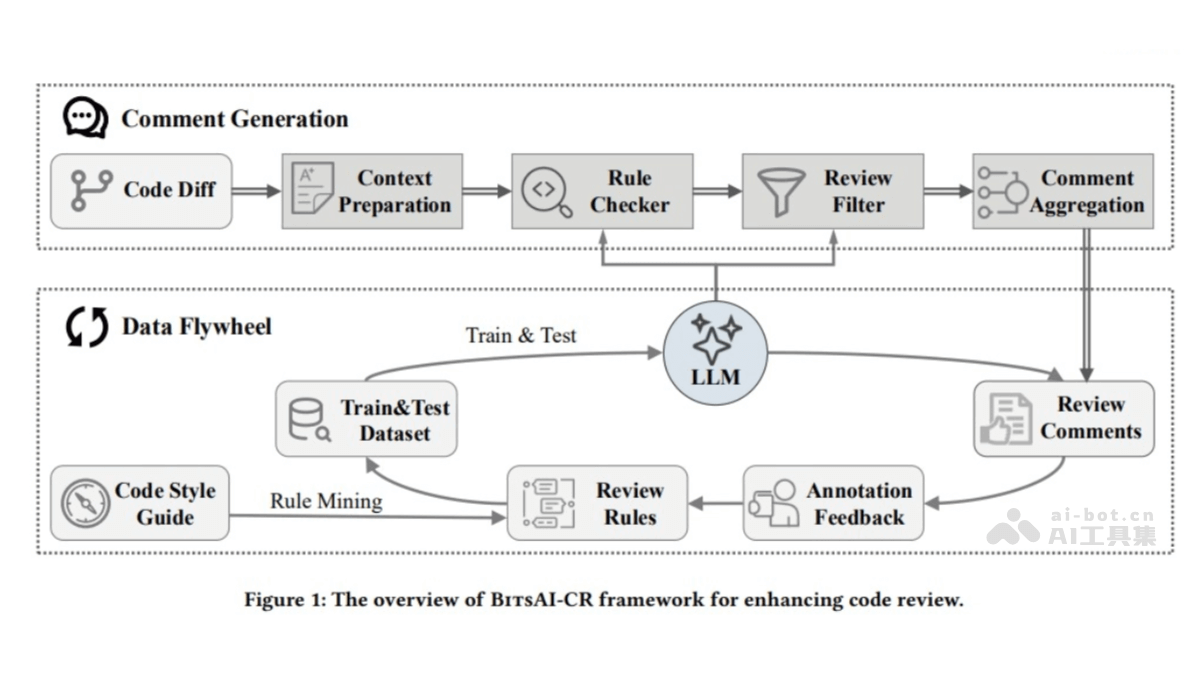 Comment Generation
Code Diff
Context
Preparation
Rule
Checker
Review
Filter
Comment
Aggregation
Data Flywheel
Train & Test
LLM
Train&Test
Dataset
Review
Comments
Code Style
Guide
Rule Mining
Review
Rules
Annotation
Feedback
ai-bot.cn
AI工具集
A+
Figure 1: The overview of BITSAI-CR framework for enhancing code review.